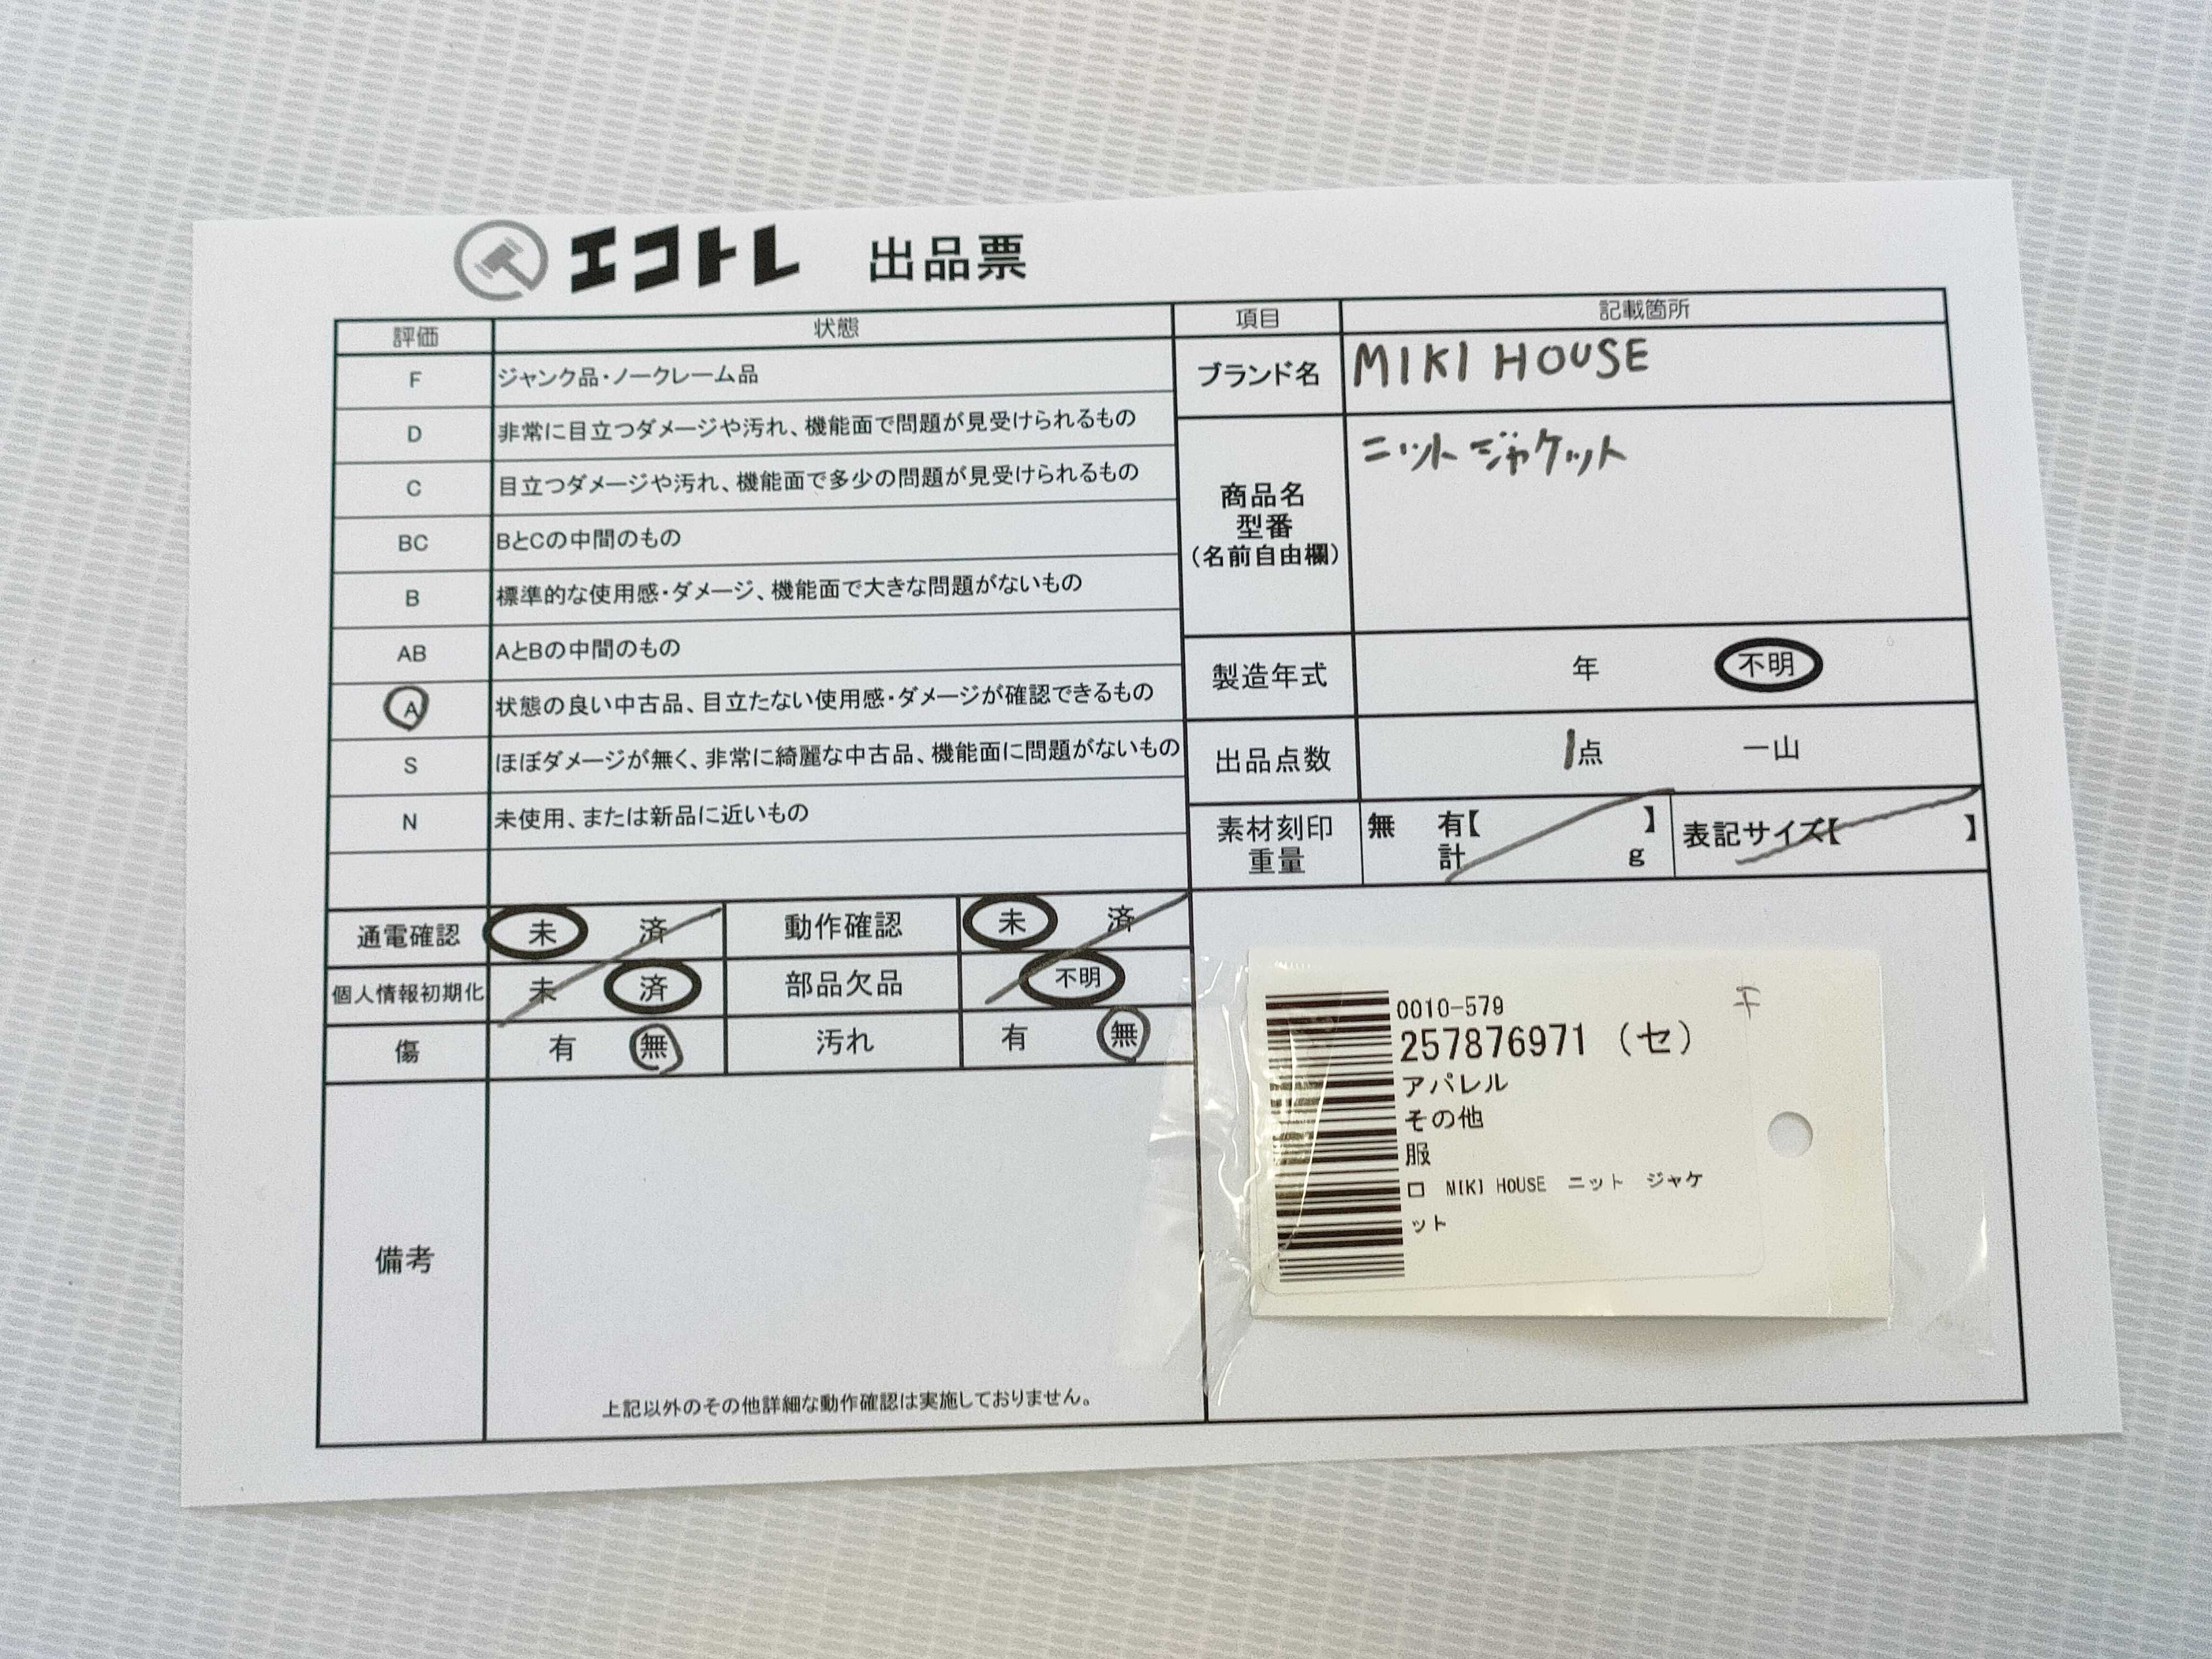 エコトレ 出品票
評価 状態
F ジャンク品・ノークレーム品
D 非常に目立つダメージや汚れ、機能面で問題が見受けられるもの
C 目立つダメージや汚れ、機能面で多少の問題が見受けられるもの
BC BとCの中間のもの
B 標準的な使用感・ダメージ、機能面で大きな問題がないもの
AB AとBの中間のもの
A 状態の良い中古品、目立たない使用感・ダメージが確認できるもの
S ほぼダメージが無く、非常に綺麗な中古品、機能面に問題がないもの
N 未使用、または新品に近いもの
項目 記載箇所
ブランド名 MIKI HOUSE
商品名
型番
(名前自由欄)
ニット ジャケット
製造年式 年 不明
出品点数 1点 一山
素材刻印 無 有【 】 表記サイズ【 】
重量 計 g
通電確認 未 済 動作確認 未 済
個人情報初期化 未 済 部品欠品 不明
傷 有 無 汚れ 有 無
備考
上記以外のその他詳細な動作確認は実施しておりません。
0010-579
257876971 (セ)
アパレル
その他
服
口 MIKI HOUSE ニット ジャケ
ット